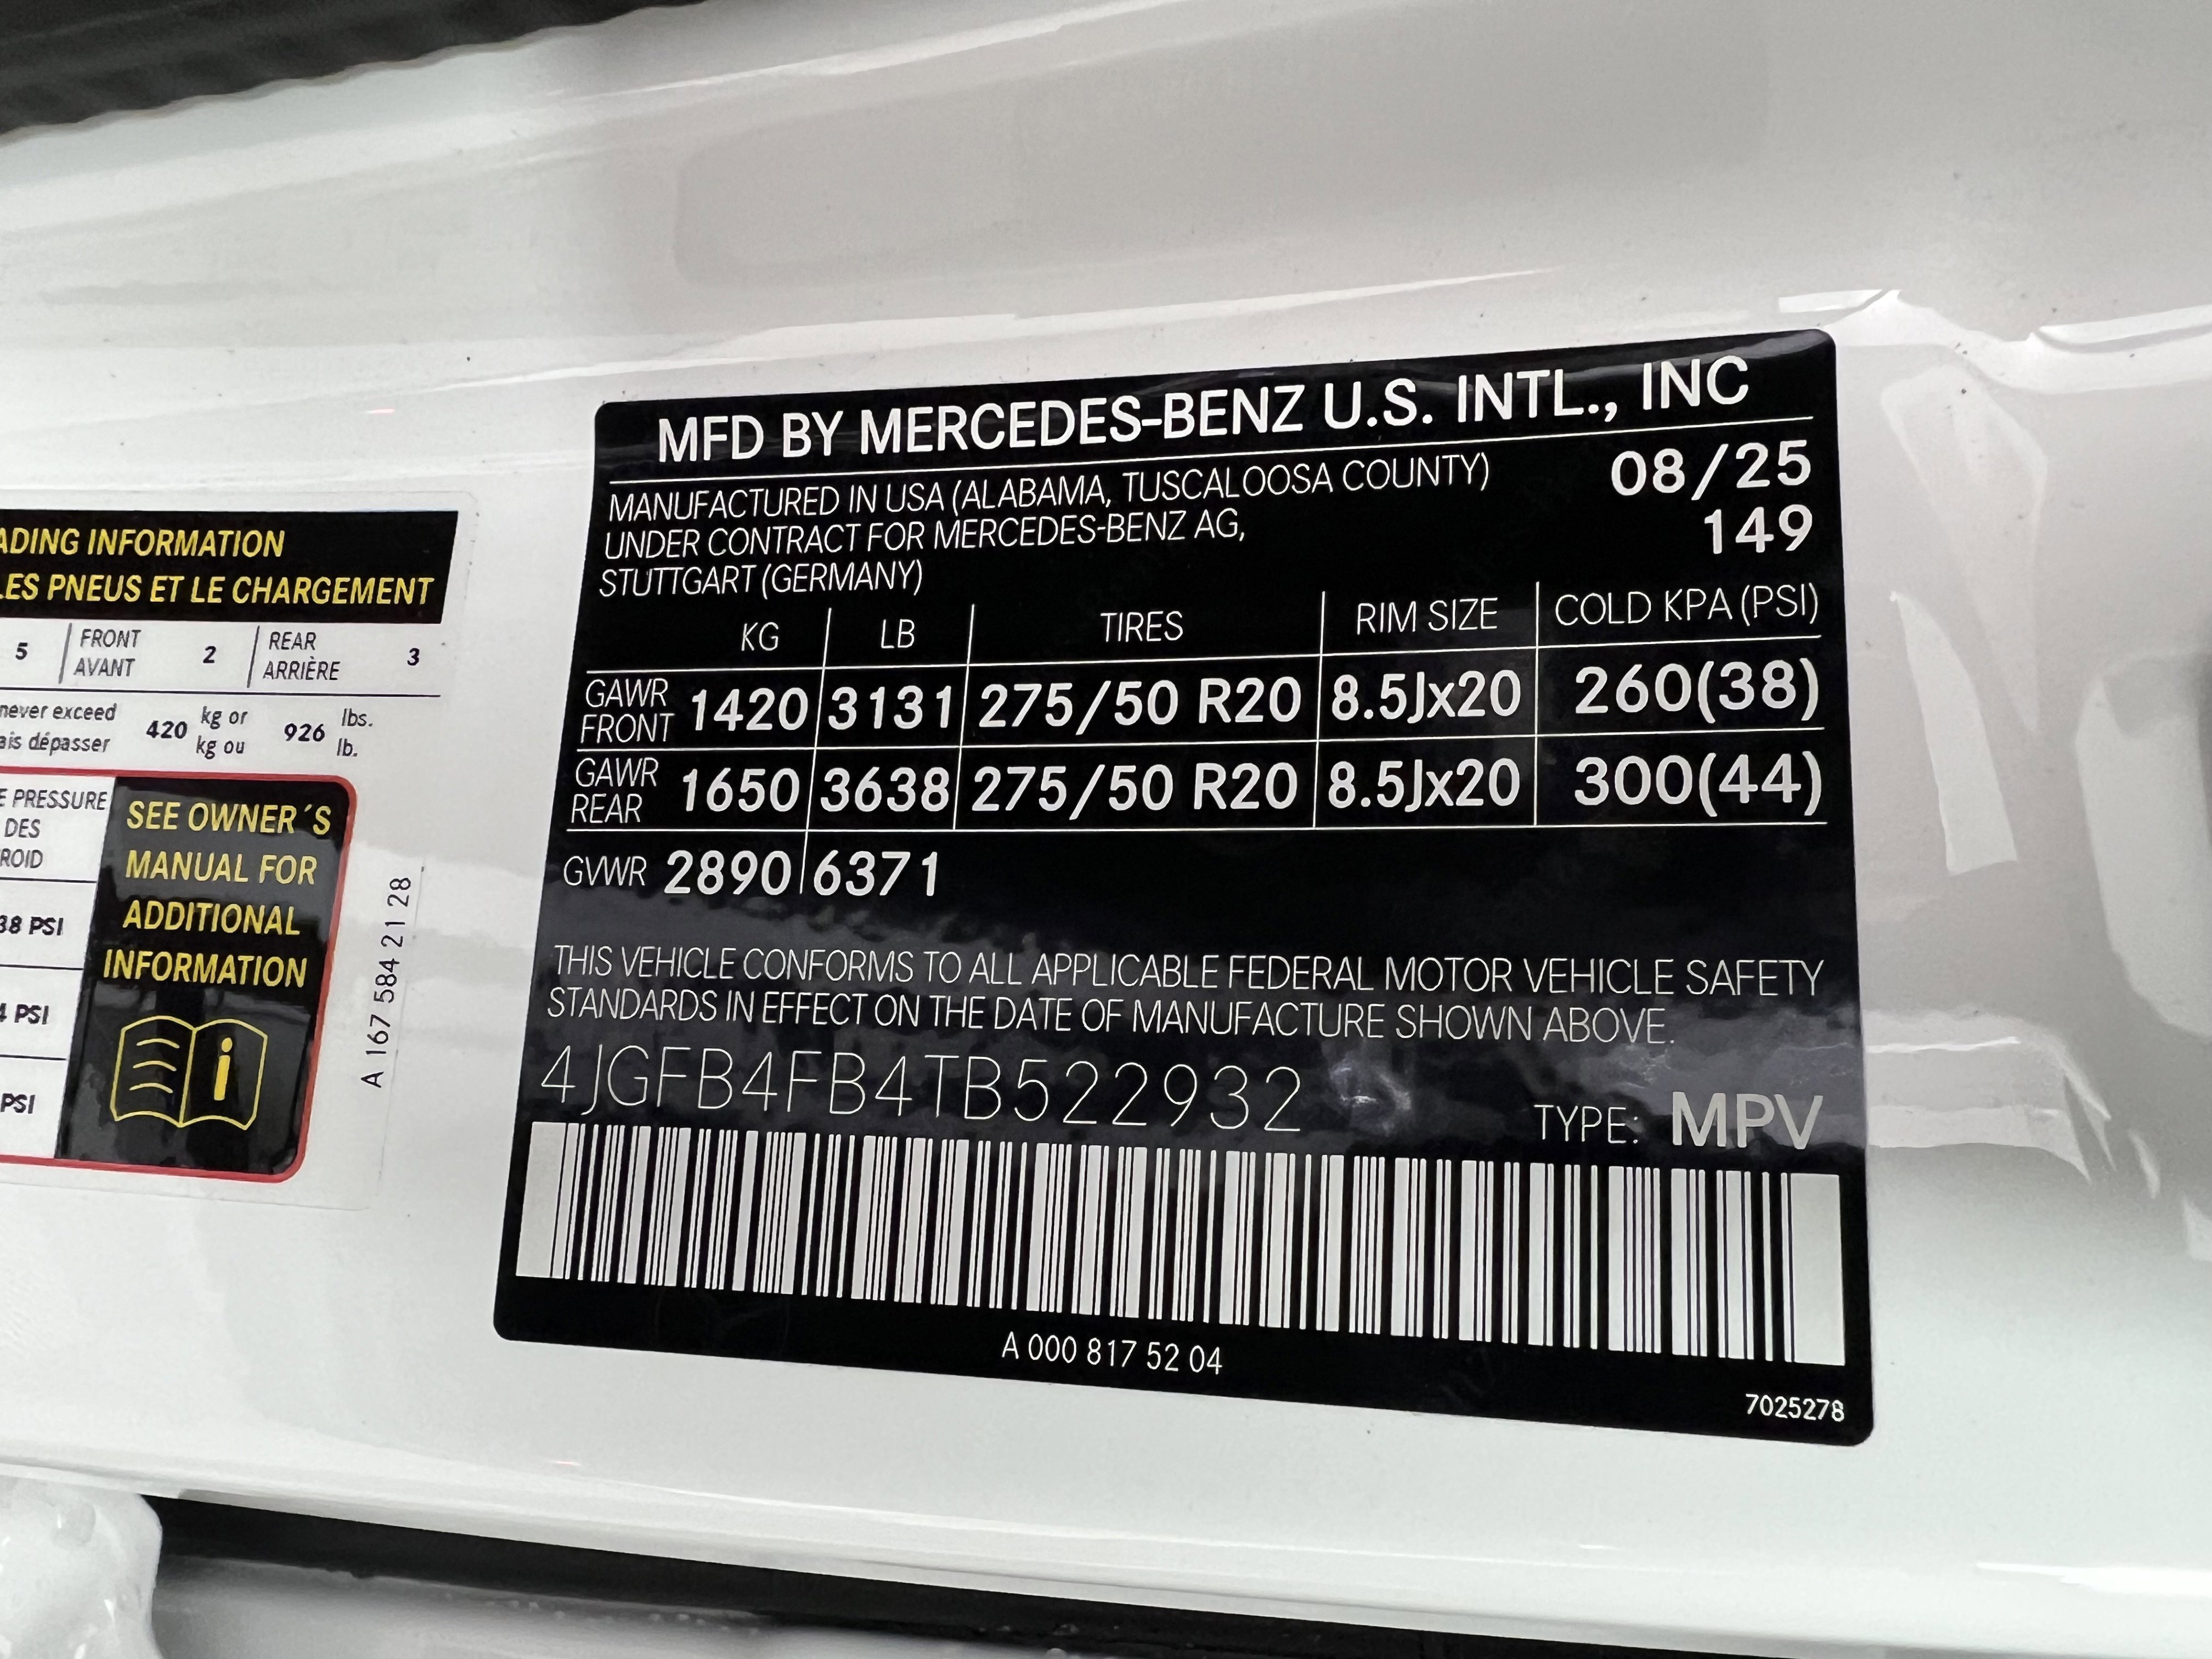 ADING INFORMATION
LES PNEUS ET LE CHARGEMENT
5 FRONT AVANT 2 REAR ARRIÈRE 3
never exceed 420 kg or 926 lbs.
dépasser kg ou lb.
PRESSURE
DES
38 PSI
PSI
PSI
SEE OWNER´S
MANUAL FOR
ADDITIONAL
INFORMATION
i
A 167 584 21 28
MFD BY MERCEDES-BENZ U.S. INTL., INC
MANUFACTURED IN USA (ALABAMA, TUSCALOOSA COUNTY) 08/25
UNDER CONTRACT FOR MERCEDES-BENZ AG, 149
STUTTGART (GERMANY)
KG LB TIRES RIM SIZE COLD KPA (PSI)
GAWR FRONT 1420 3131 275/50 R20 8.5Jx20 260(38)
GAWR REAR 1650 3638 275/50 R20 8.5Jx20 300(44)
GVWR 2890 6371
THIS VEHICLE CONFORMS TO ALL APPLICABLE FEDERAL MOTOR VEHICLE SAFETY
STANDARDS IN EFFECT ON THE DATE OF MANUFACTURE SHOWN ABOVE.
4JGFB4FB4TB522932 TYPE: MPV
A 000 817 52 04
7025278